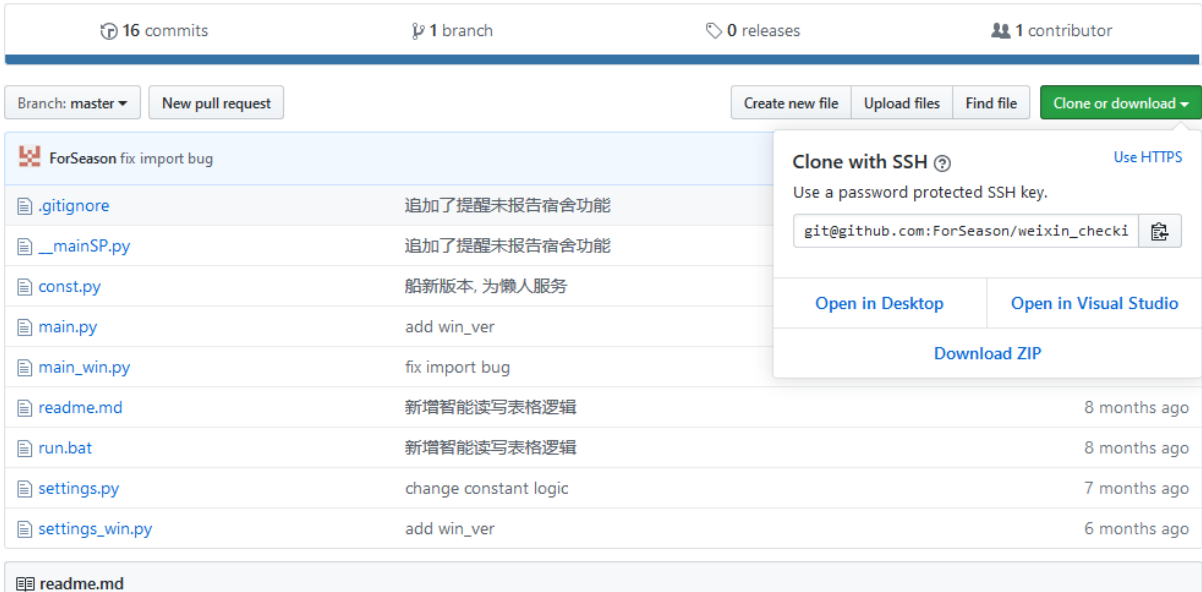 16 commits 1 branch 0 releases 1 contributor
Branch: master New pull request Create new file Upload files Find file Clone or download
ForSeason fix import bug
Clone with SSH Use HTTPS
Use a password protected SSH key.
git@github.com:ForSeason/weixin_checki
Open in Desktop Open in Visual Studio
Download ZIP
.gitignore 追加了提醒未报告宿舍功能
__mainSP.py 追加了提醒未报告宿舍功能
const.py 船新版本, 为懒人服务
main.py add win_ver
main_win.py fix import bug
readme.md 新增智能读写表格逻辑 8 months ago
run.bat 新增智能读写表格逻辑 8 months ago
settings.py change constant logic 7 months ago
settings_win.py add win_ver 6 months ago
readme.md